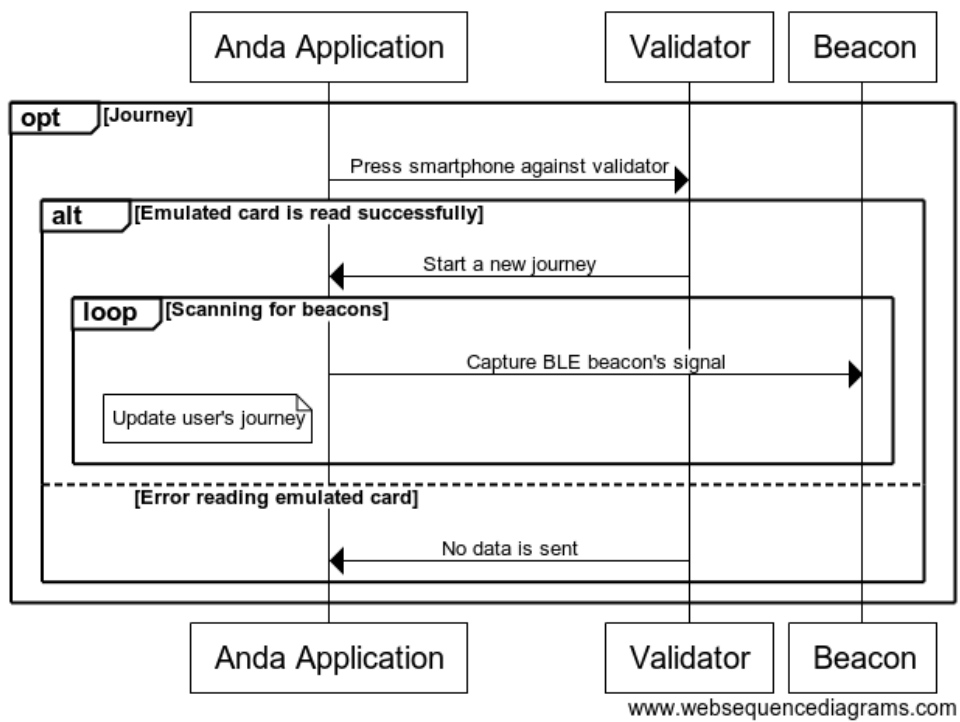 Anda Application
Validator
Beacon
opt
[Journey]
Press smartphone against validator
alt
[Emulated card is read successfully]
Start a new journey
loop
[Scanning for beacons]
Capture BLE beacon's signal
Update user's journey
[Error reading emulated card]
No data is sent
Anda Application
Validator
Beacon
www.websequencediagrams.com